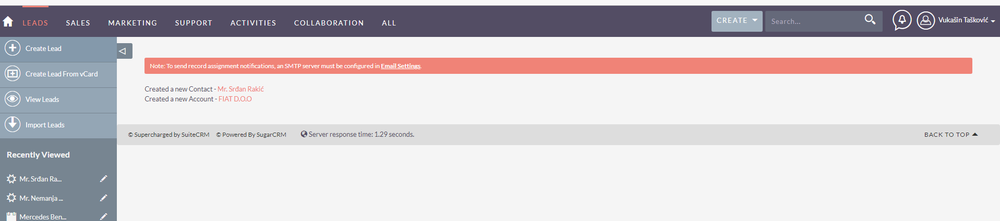 LEADS SALES MARKETING SUPPORT ACTIVITIES COLLABORATION ALL CREATE Search... Vukašin Tašković
Create Lead
Create Lead From vCard
View Leads
Import Leads
Recently Viewed
Mr. Srđan Ra...
Mr. Nemanja ...
Mercedes Ben...
Note: To send record assignment notifications, an SMTP server must be configured in Email Settings.
Created a new Contact - Mr. Srđan Rakić
Created a new Account - FIAT D.O.O
© Supercharged by SuiteCRM © Powered By SugarCRM Server response time: 1.29 seconds. BACK TO TOP